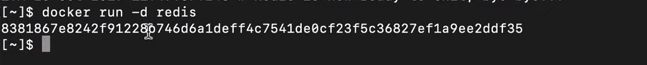 [~]$ docker run -d redis
8381867e8242f91228b746d6a1deff4c7541de0cf23f5c36827ef1a9ee2ddf35
[~]$